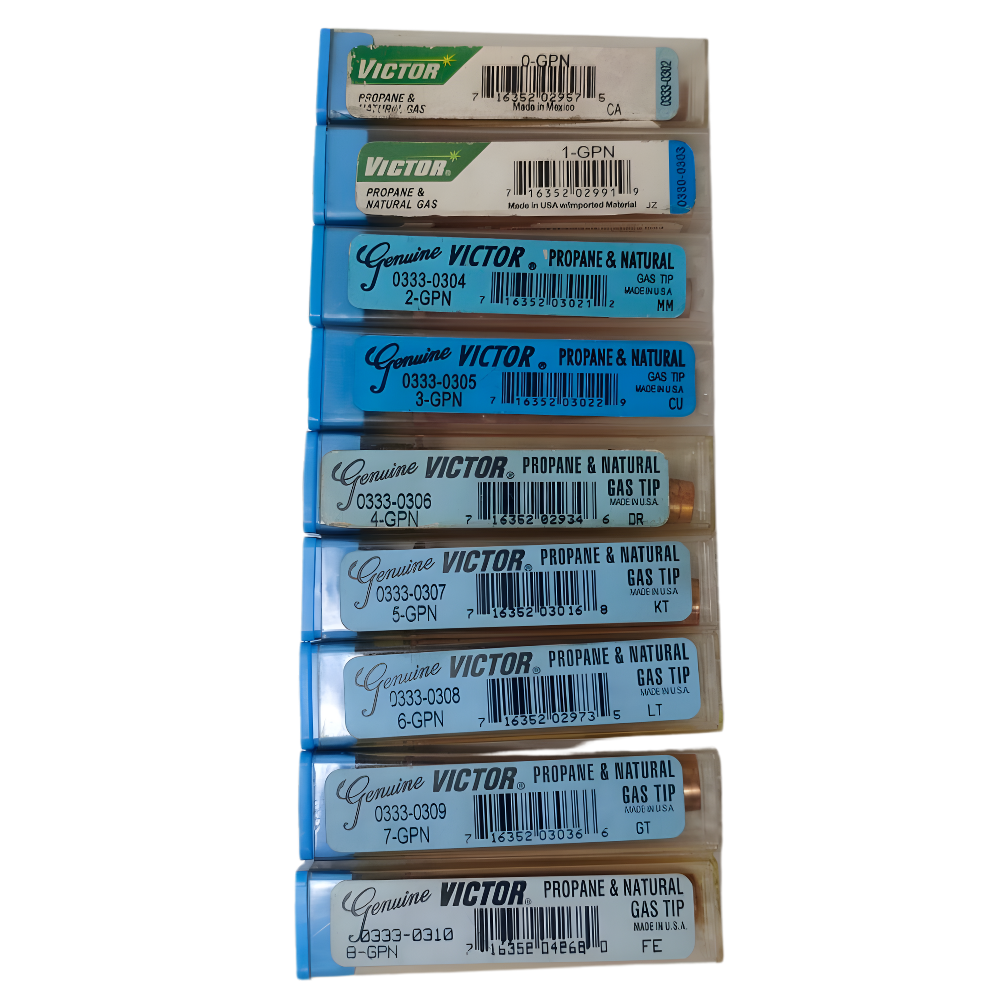 VICTOR
0-GPN
PROPANE &
NATURAL GAS
7 16352 02957 5
Made in Mexico
CA
0333-0302
VICTOR®
1-GPN
PROPANE &
NATURAL GAS
7 16352 02991 9
Made in USA w/Imported Material JZ
0330-0303
Genuine VICTOR® PROPANE & NATURAL
0333-0304
GAS TIP
MADE IN U.S.A
2-GPN
7 16352 03021 2
MM
Genuine VICTOR® PROPANE & NATURAL
0333-0305
GAS TIP
MADE IN U.S.A
3-GPN
7 16352 03022 9
CU
Genuine VICTOR® PROPANE & NATURAL
0333-0306
GAS TIP
MADE IN U.S.A.
4-GPN
7 16352 02934 6
DR
Genuine VICTOR® PROPANE & NATURAL
0333-0307
GAS TIP
MADE IN U.S.A
5-GPN
7 16352 03016 8
KT
Genuine VICTOR® PROPANE & NATURAL
0333-0308
GAS TIP
MADE IN U.S.A.
6-GPN
7 16352 02973 5
LT
Genuine VICTOR® PROPANE & NATURAL
0333-0309
GAS TIP
MADE IN U.S.A
7-GPN
7 16352 03036 6
GT
Genuine VICTOR® PROPANE & NATURAL
0333-0310
GAS TIP
MADE IN U.S.A.
8-GPN
7 16352 04268 0
FE